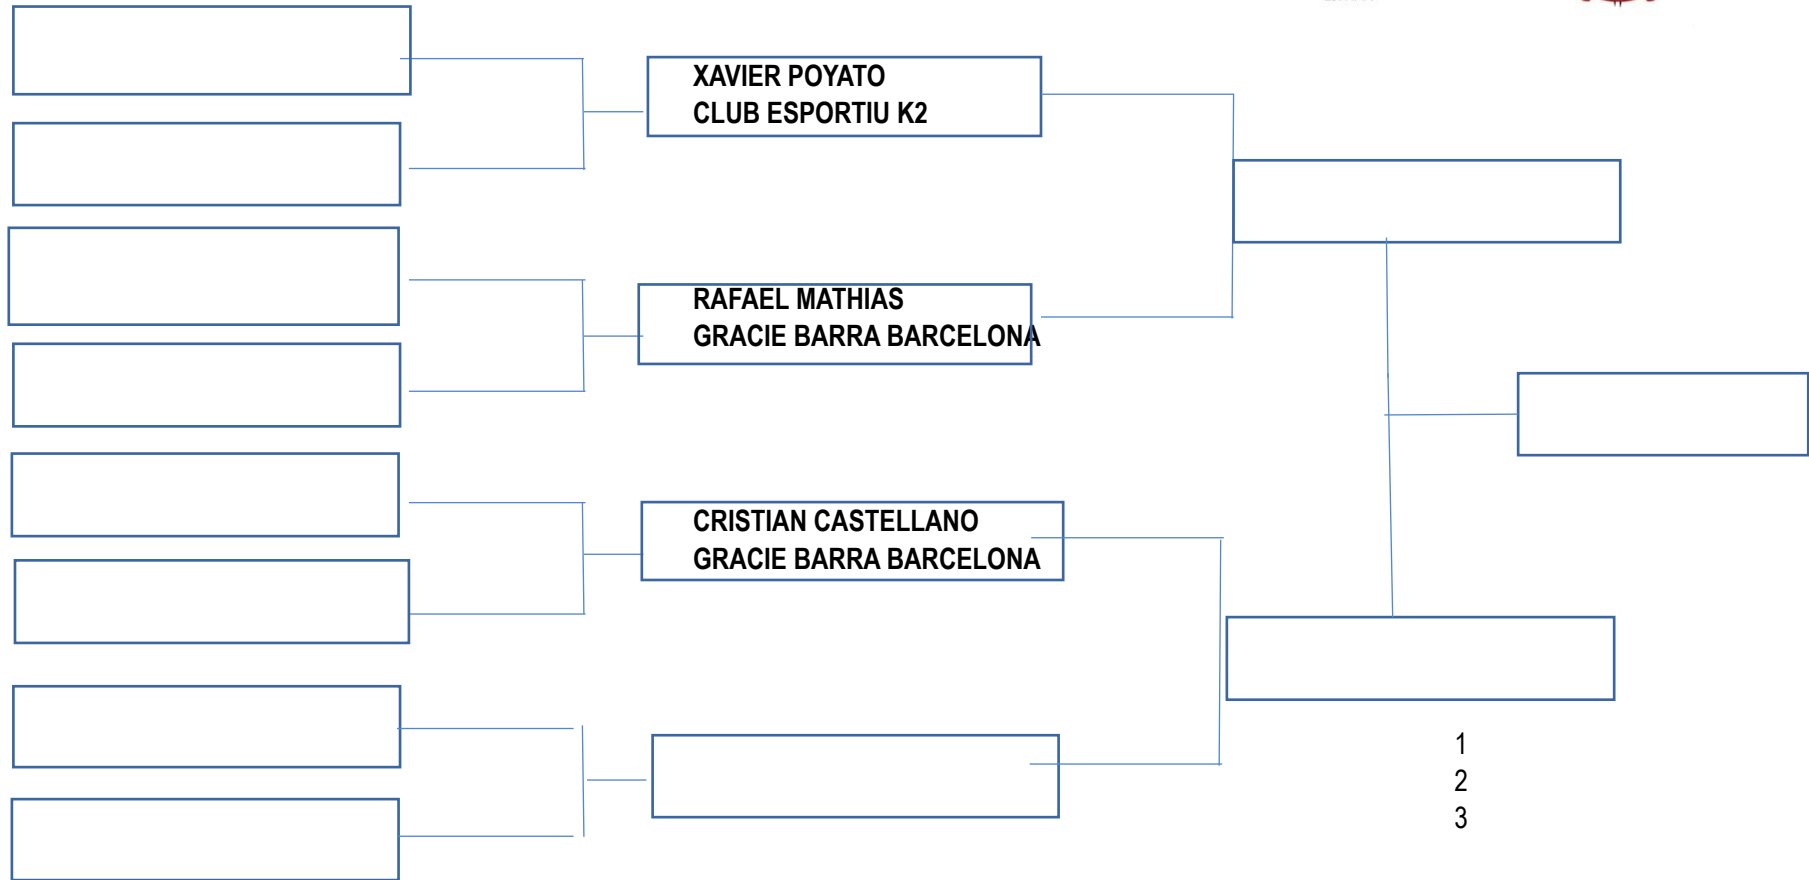 XAVIER POYATO
CLUB ESPORTIU K2
RAFAEL MATHIAS
GRACIE BARRA BARCELONA
CRISTIAN CASTELLANO
GRACIE BARRA BARCELONA
1
2
3